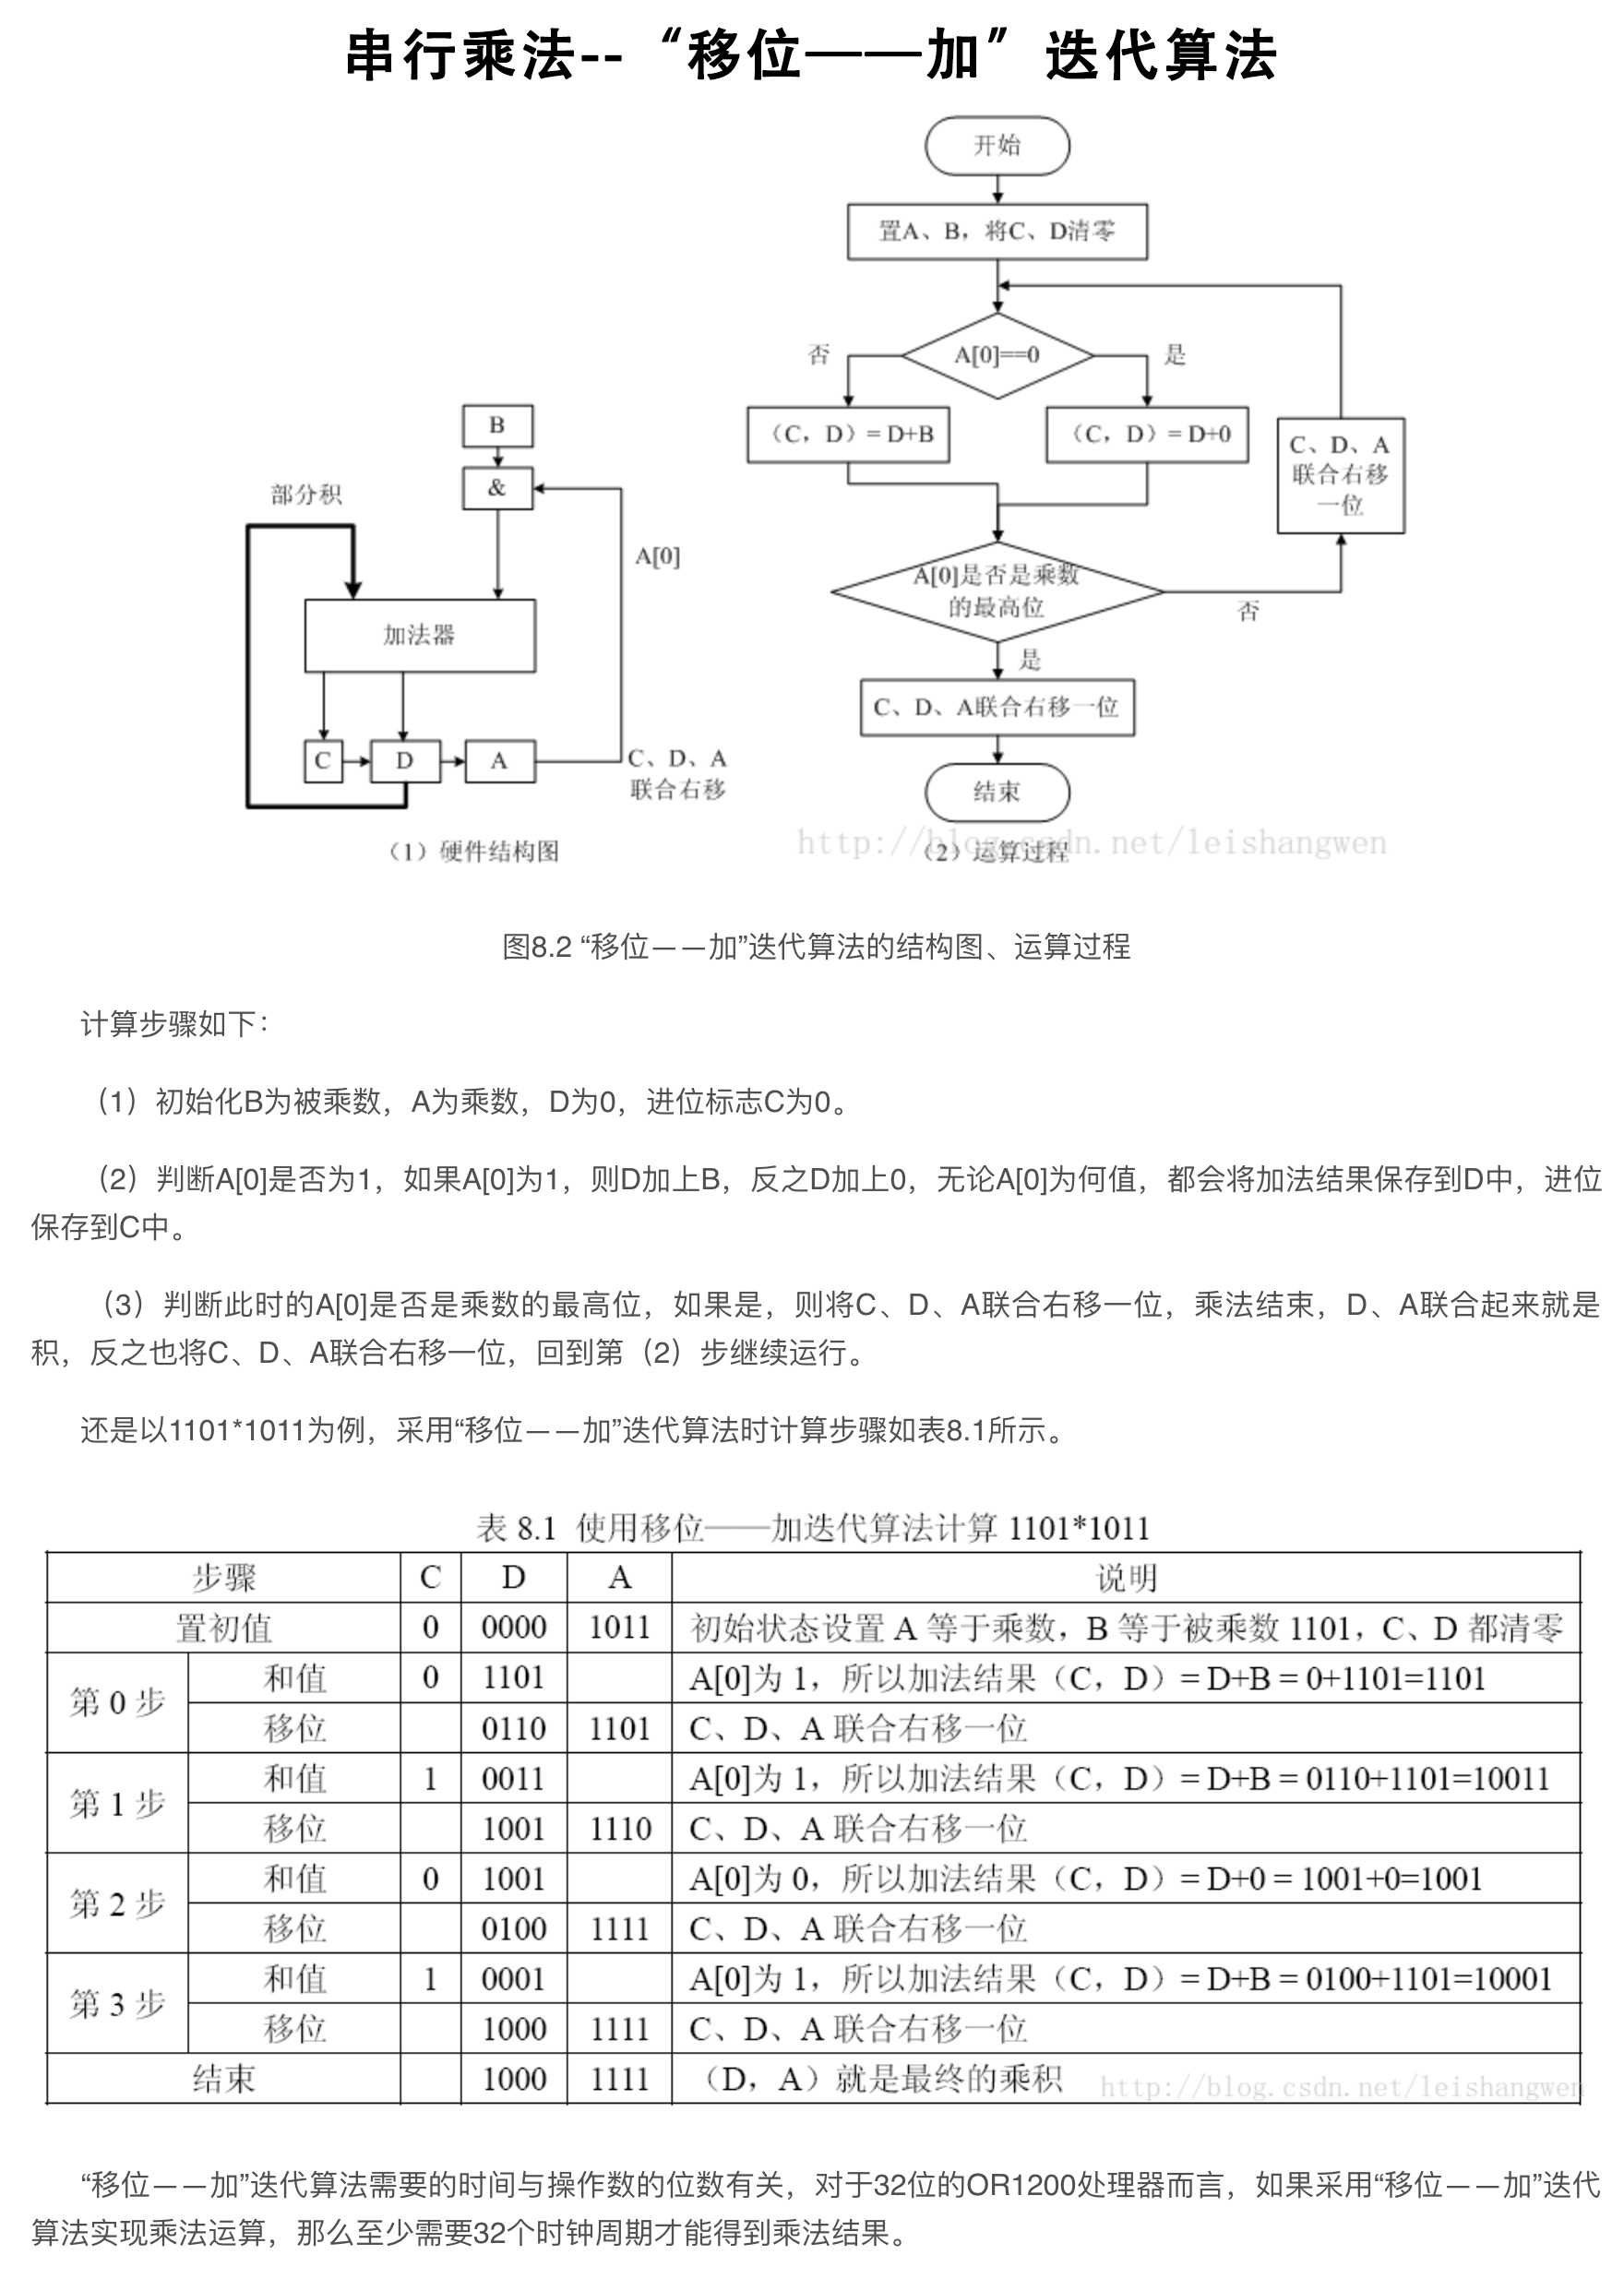 串行乘法--“移位——加”迭代算法
开始
置A、B，将C、D清零
A[0]==0
否
是
（C，D）= D+B
（C，D）= D+0
C、D、A
联合右移
一位
A[0]是否是乘数
的最高位
否
是
C、D、A联合右移一位
结束
（2）运算过程
http://blog.csdn.net/leishangwen
B
&
部分积
A[0]
加法器
C
D
A
C、D、A
联合右移
（1）硬件结构图
图8.2 “移位——加”迭代算法的结构图、运算过程
计算步骤如下：
（1）初始化B为被乘数，A为乘数，D为0，进位标志C为0。
（2）判断A[0]是否为1，如果A[0]为1，则D加上B，反之D加上0，无论A[0]为何值，都会将加法结果保存到D中，进位
保存到C中。
（3）判断此时的A[0]是否是乘数的最高位，如果是，则将C、D、A联合右移一位，乘法结束，D、A联合起来就是
积，反之也将C、D、A联合右移一位，回到第（2）步继续运行。
还是以1101*1011为例，采用“移位——加”迭代算法时计算步骤如表8.1所示。
表 8.1 使用移位——加迭代算法计算 1101*1011
步骤 C D A 说明
置初值 0 0000 1011 初始状态设置 A 等于乘数，B 等于被乘数 1101，C、D 都清零
第 0 步 和值 0 1101 A[0]为 1，所以加法结果（C，D）= D+B = 0+1101=1101
移位 0110 1101 C、D、A 联合右移一位
第 1 步 和值 1 0011 A[0]为 1，所以加法结果（C，D）= D+B = 0110+1101=10011
移位 1001 1110 C、D、A 联合右移一位
第 2 步 和值 0 1001 A[0]为 0，所以加法结果（C，D）= D+0 = 1001+0=1001
移位 0100 1111 C、D、A 联合右移一位
第 3 步 和值 1 0001 A[0]为 1，所以加法结果（C，D）= D+B = 0100+1101=10001
移位 1000 1111 C、D、A 联合右移一位
结束 1000 1111 （D，A）就是最终的乘积
http://blog.csdn.net/leishangwen
“移位——加”迭代算法需要的时间与操作数的位数有关，对于32位的OR1200处理器而言，如果采用“移位——加”迭代
算法实现乘法运算，那么至少需要32个时钟周期才能得到乘法结果。